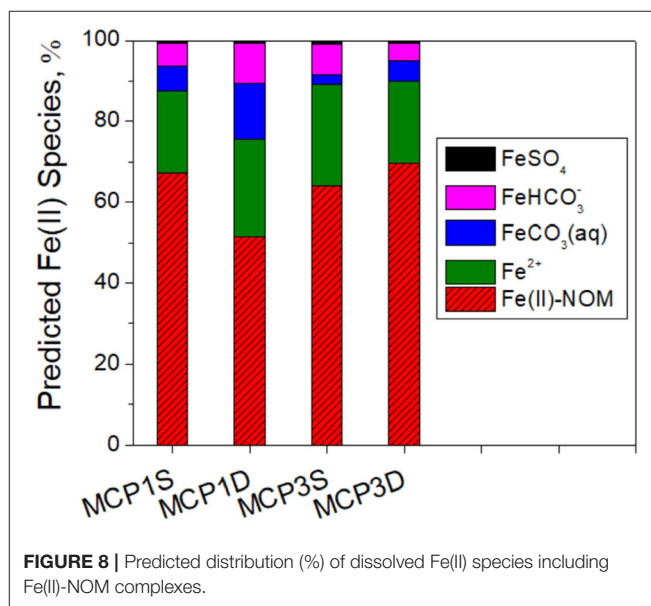 Predicted Fe(II) Species, %
100
80
60
40
20
0
FeSO₄
FeHCO₃⁻
FeCO₃(aq)
Fe²⁺
Fe(II)-NOM
MCP1S
MCP1D
MCP3S
MCP3D
FIGURE 8 | Predicted distribution (%) of dissolved Fe(II) species including
Fe(II)-NOM complexes.